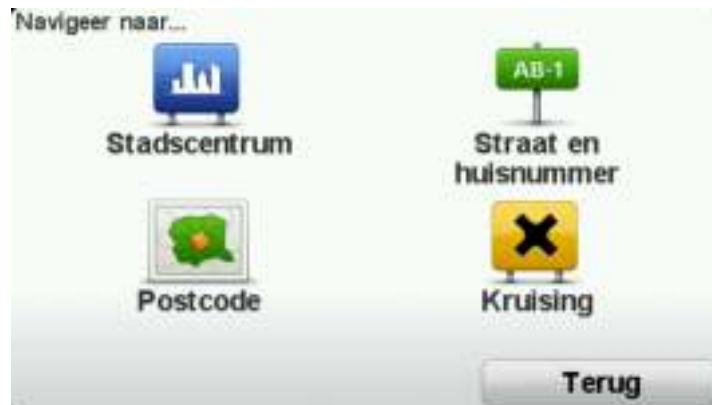 Navigeer naar...
AB-1
Stadscentrum
Straat en
huisnummer
Postcode
Kruising
Terug